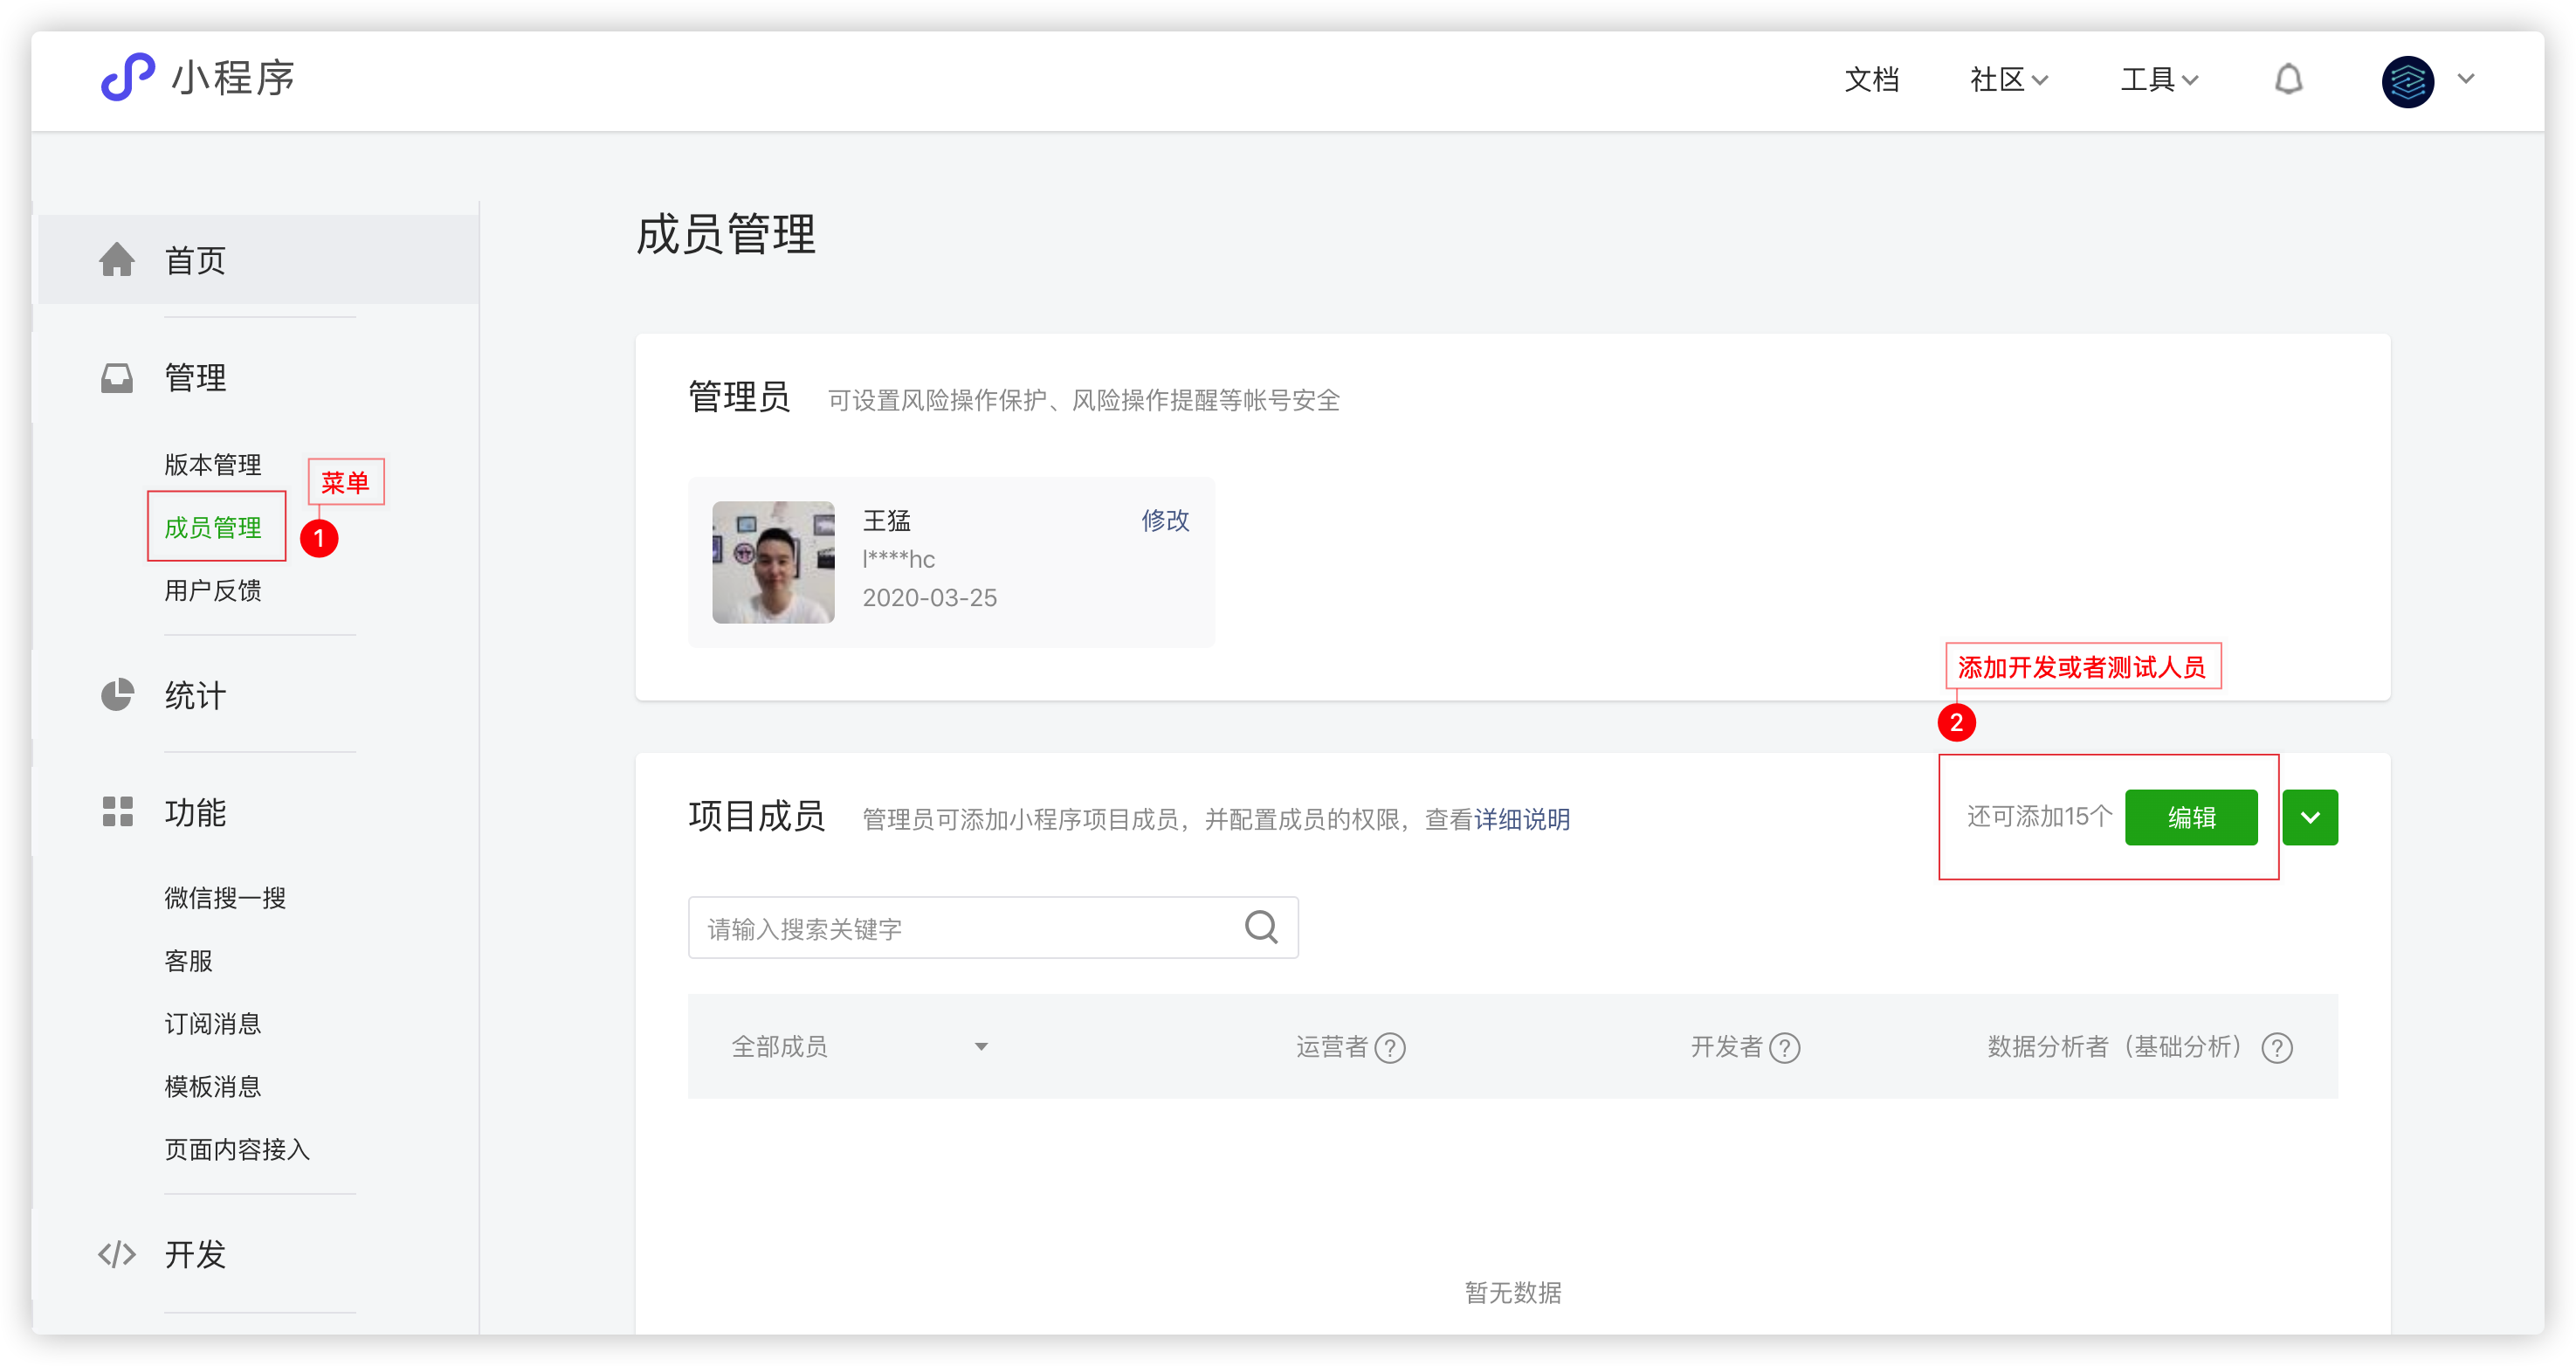 小程序
文档 社区 工具
首页
管理
版本管理
菜单
成员管理
1
用户反馈
统计
功能
微信搜一搜
客服
订阅消息
模板消息
页面内容接入
开发
成员管理
管理员 可设置风险操作保护、风险操作提醒等帐号安全
王猛 修改
l****hc
2020-03-25
添加开发或者测试人员
2
项目成员 管理员可添加小程序项目成员，并配置成员的权限，查看详细说明 还可添加15个 编辑
请输入搜索关键字
全部成员 运营者? 开发者? 数据分析者（基础分析）?
暂无数据